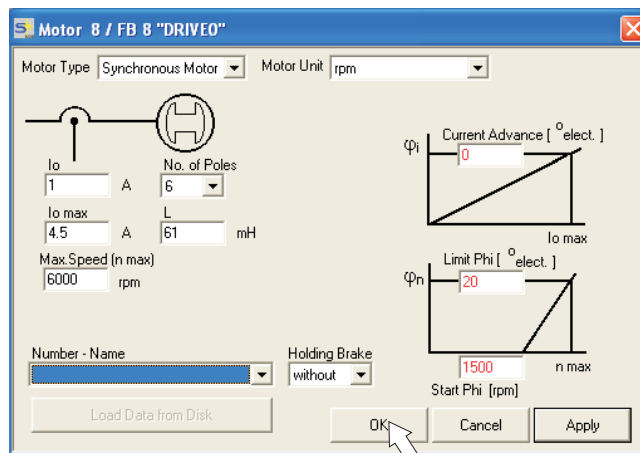 Motor 8 / FB 8 "DRIVE0"
Motor Type Synchronous Motor Motor Unit rpm
Io
1 A
No. of Poles
6
Io max
4.5 A
L
61 mH
Max.Speed (n max)
6000 rpm
φi
Current Advance [ °elect. ]
0
Io max
φn
Limit Phi [ °elect. ]
20
1500
n max
Start Phi [rpm]
Number - Name
Holding Brake
without
Load Data from Disk
OK
Cancel
Apply